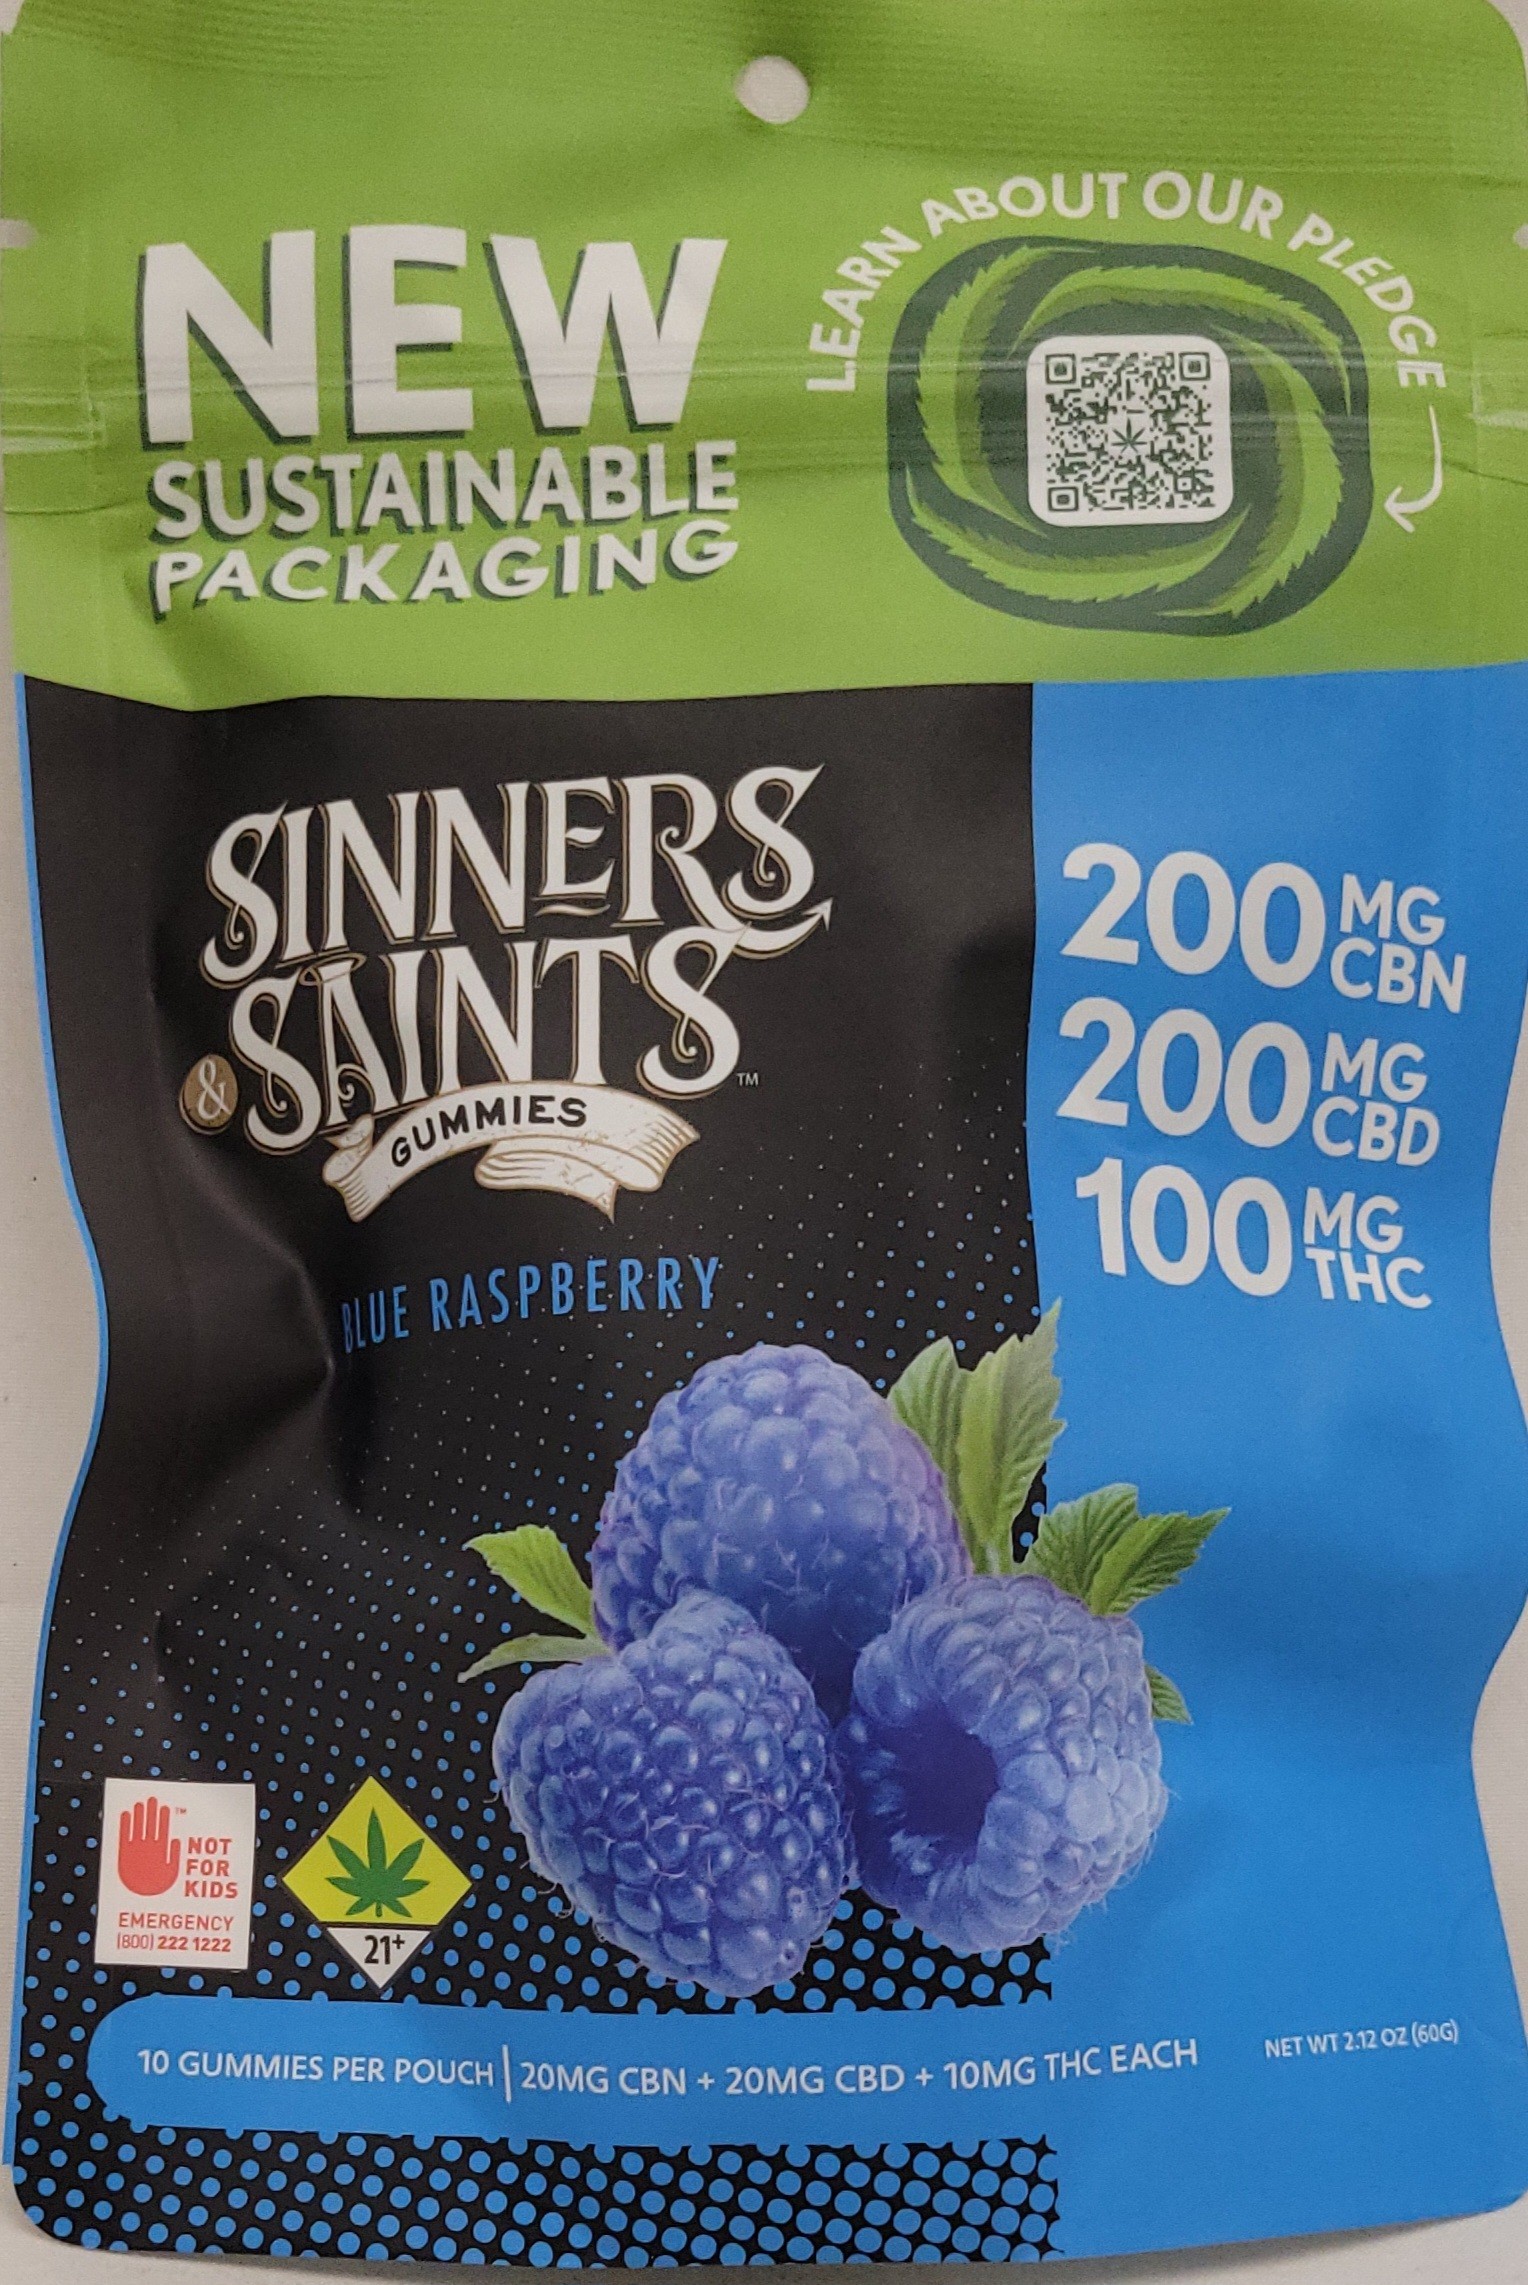 LEARN ABOUT OUR PLEDGE
NEW
SUSTAINABLE
PACKAGING
SINNERS
& SAINTS™
GUMMIES
BLUE RASPBERRY
200 MG CBN
200 MG CBD
100 MG THC
™
NOT
FOR
KIDS
EMERGENCY
(800) 222 1222
21+
10 GUMMIES PER POUCH | 20MG CBN + 20MG CBD + 10MG THC EACH
NET WT 2.12 OZ (60G)